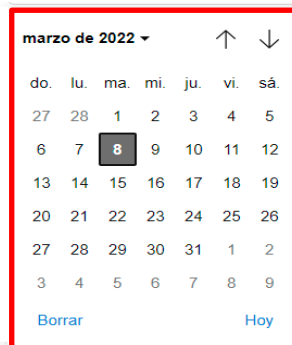 marzo de 2022
do. lu. ma. mi. ju. vi. sá.
27 28 1 2 3 4 5
6 7 8 9 10 11 12
13 14 15 16 17 18 19
20 21 22 23 24 25 26
27 28 29 30 31 1 2
3 4 5 6 7 8 9
Borrar Hoy